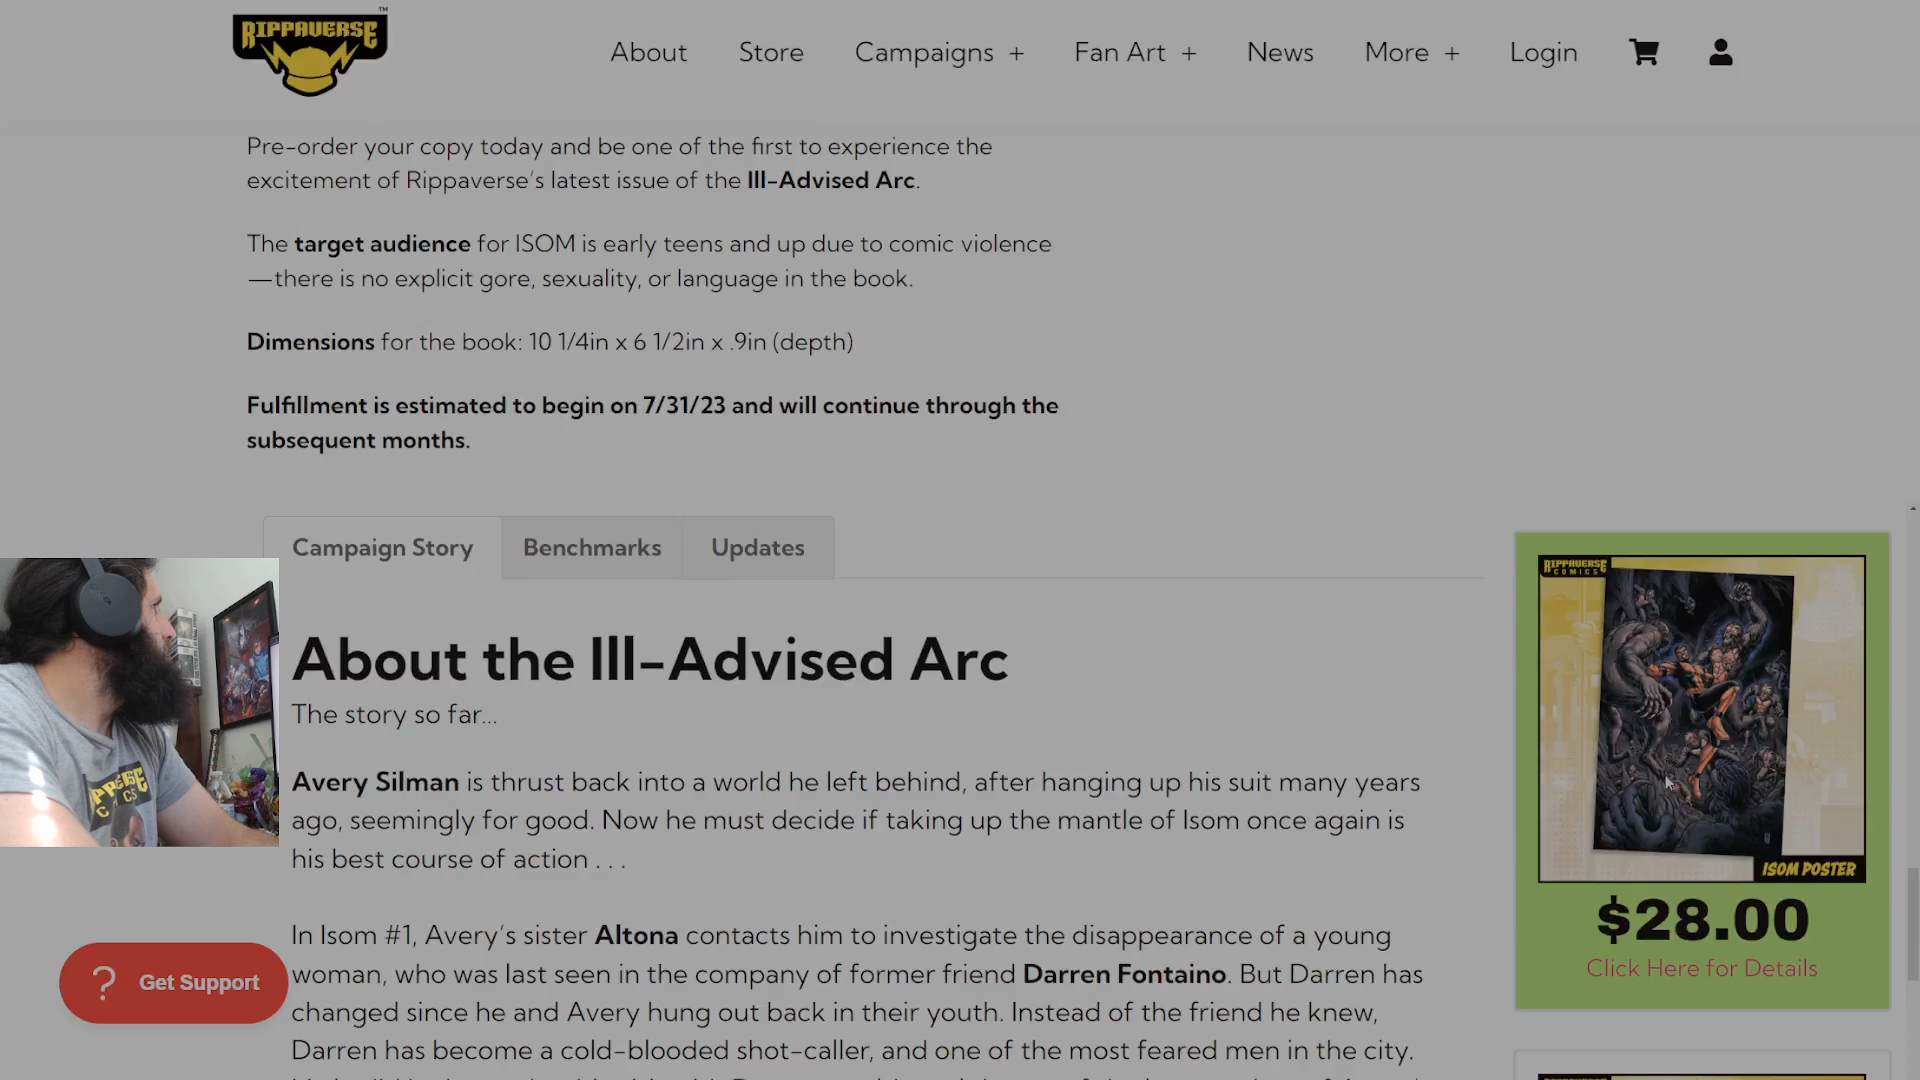 RIPPAVERSE
™
About
Store
Campaigns +
Fan Art +
News
More +
Login
Pre-order your copy today and be one of the first to experience the
excitement of Rippaverse's latest issue of the Ill-Advised Arc.
The target audience for ISOM is early teens and up due to comic violence
—there is no explicit gore, sexuality, or language in the book.
Dimensions for the book: 10 1/4in x 6 1/2in x .9in (depth)
Fulfillment is estimated to begin on 7/31/23 and will continue through the
subsequent months.
Campaign Story
Benchmarks
Updates
About the Ill-Advised Arc
The story so far...
Avery Silman is thrust back into a world he left behind, after hanging up his suit many years
ago, seemingly for good. Now he must decide if taking up the mantle of Isom once again is
his best course of action . . .
In Isom #1, Avery's sister Altona contacts him to investigate the disappearance of a young
woman, who was last seen in the company of former friend Darren Fontaino. But Darren has
changed since he and Avery hung out back in their youth. Instead of the friend he knew,
Darren has become a cold-blooded shot-caller, and one of the most feared men in the city.
? Get Support
RIPPAVERSE
COMICS
ISOM POSTER
$28.00
Click Here for Details